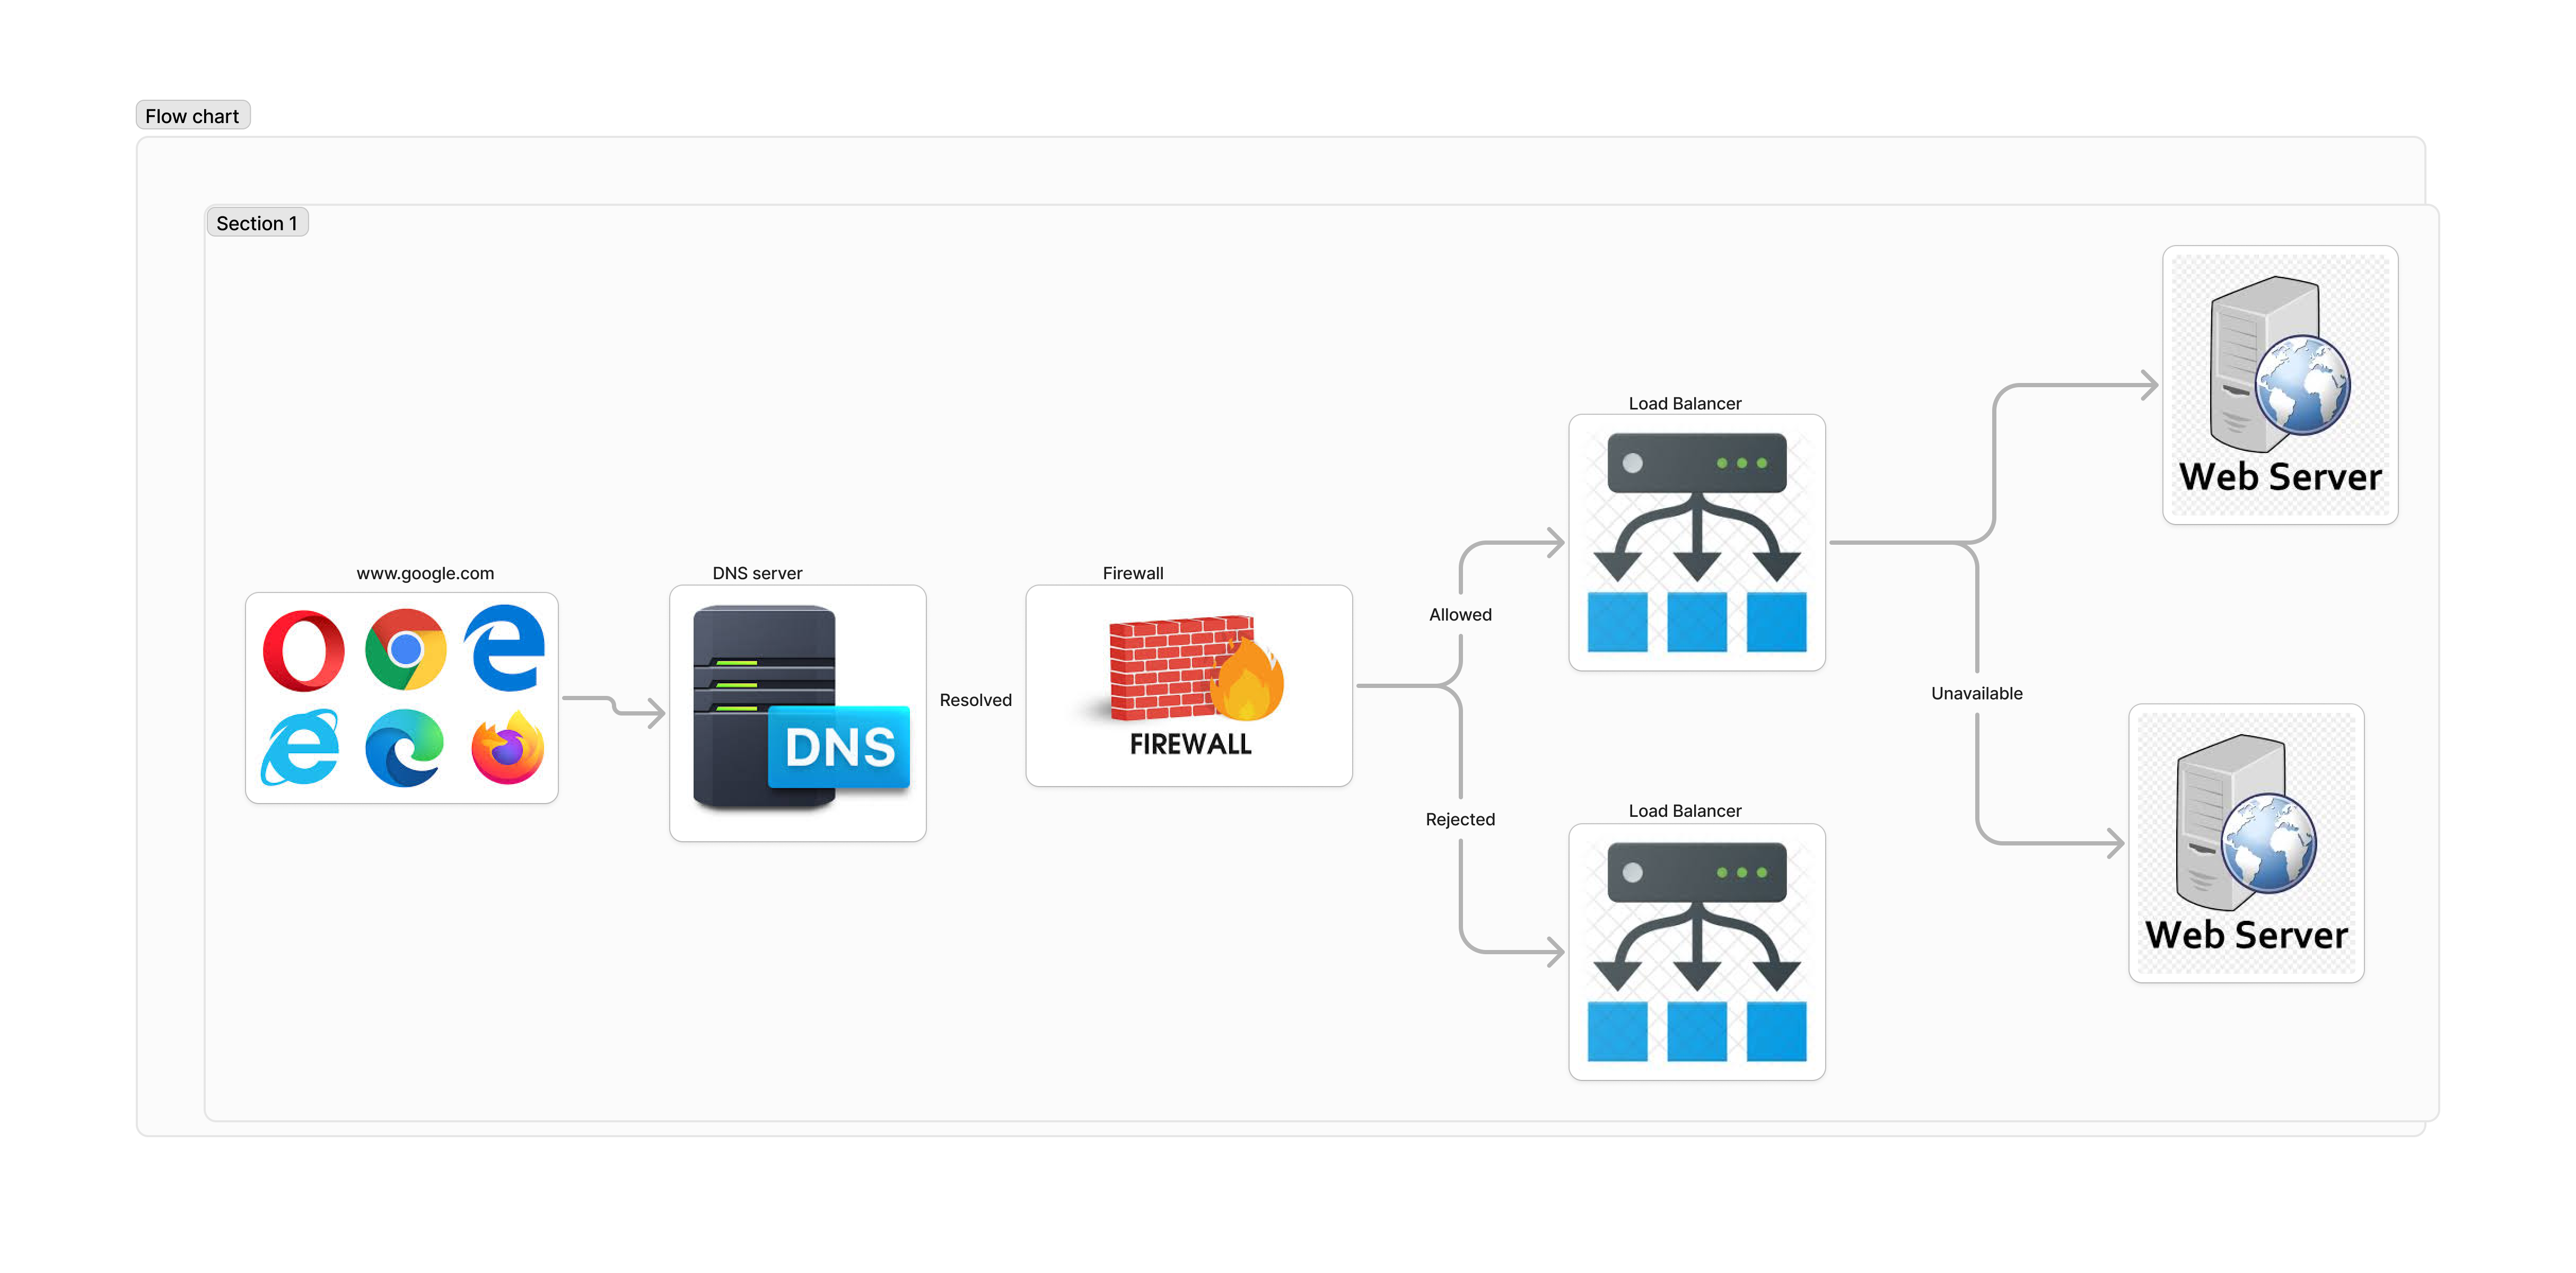 Flow chart
Section 1
www.google.com
DNS server
DNS
Resolved
Firewall
FIREWALL
Allowed
Rejected
Load Balancer
Load Balancer
Unavailable
Web Server
Web Server